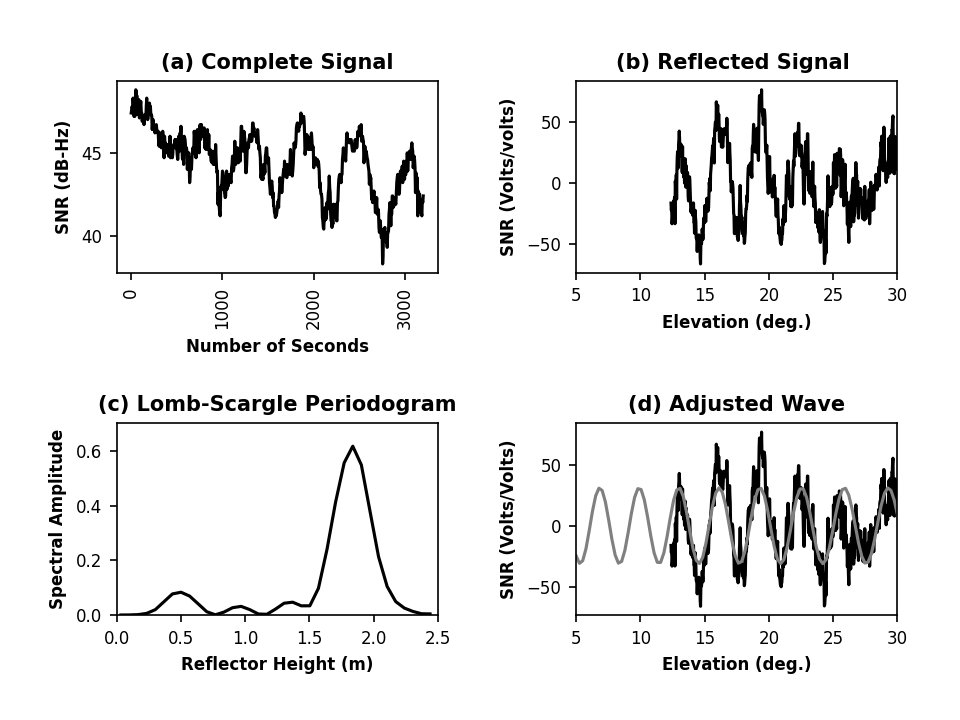 (a) Complete Signal
SNR (dB-Hz)
45
40
0
1000
2000
3000
Number of Seconds
(b) Reflected Signal
SNR (Volts/volts)
50
0
−50
5 10 15 20 25 30
Elevation (deg.)
(c) Lomb-Scargle Periodogram
Spectral Amplitude
0.6
0.4
0.2
0.0
0.0 0.5 1.0 1.5 2.0 2.5
Reflector Height (m)
(d) Adjusted Wave
SNR (Volts/Volts)
50
0
−50
5 10 15 20 25 30
Elevation (deg.)